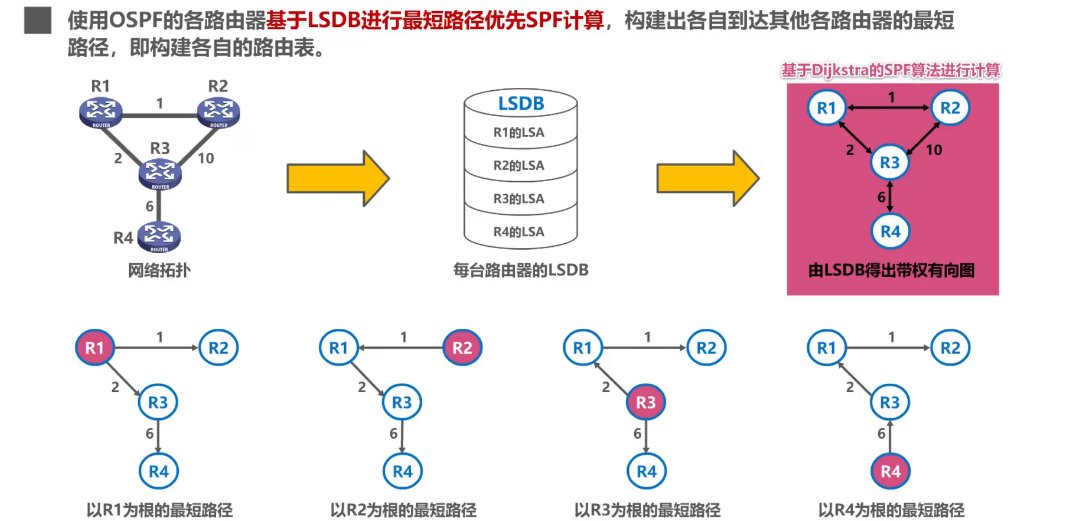 使用OSPF的各路由器基于LSDB进行最短路径优先SPF计算，构建出各自到达其他各路由器的最短
路径，即构建各自的路由表。
基于Dijkstra的SPF算法进行计算
R1
R2
1
ROUTER
ROUTER
2
R3
10
ROUTER
6
R4
ROUTER
网络拓扑
LSDB
R1的LSA
R2的LSA
R3的LSA
R4的LSA
每台路由器的LSDB
R1
1
R2
2
10
R3
6
R4
由LSDB得出带权有向图
R1
1
R2
2
R3
6
R4
以R1为根的最短路径
R1
1
R2
2
R3
6
R4
以R2为根的最短路径
R1
1
R2
2
R3
6
R4
以R3为根的最短路径
R1
1
R2
2
R3
6
R4
以R4为根的最短路径